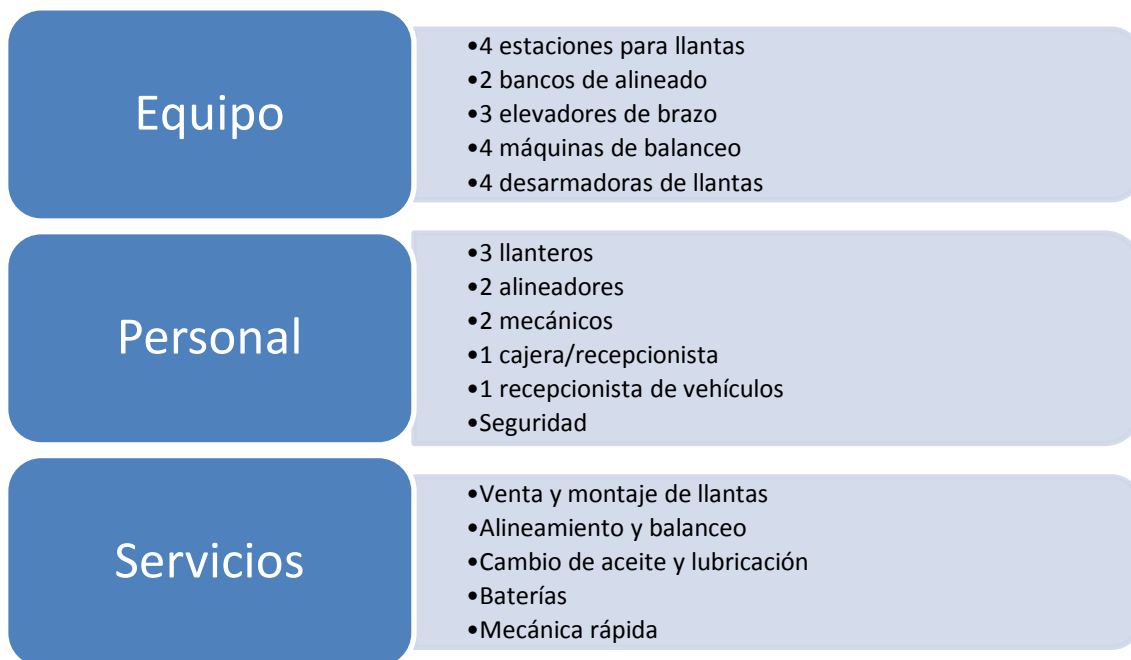 Equipo
•4 estaciones para llantas
•2 bancos de alineado
•3 elevadores de brazo
•4 máquinas de balanceo
•4 desarmadoras de llantas
Personal
•3 llanteros
•2 alineadores
•2 mecánicos
•1 cajera/recepcionista
•1 recepcionista de vehículos
•Seguridad
Servicios
•Venta y montaje de llantas
•Alineamiento y balanceo
•Cambio de aceite y lubricación
•Baterías
•Mecánica rápida